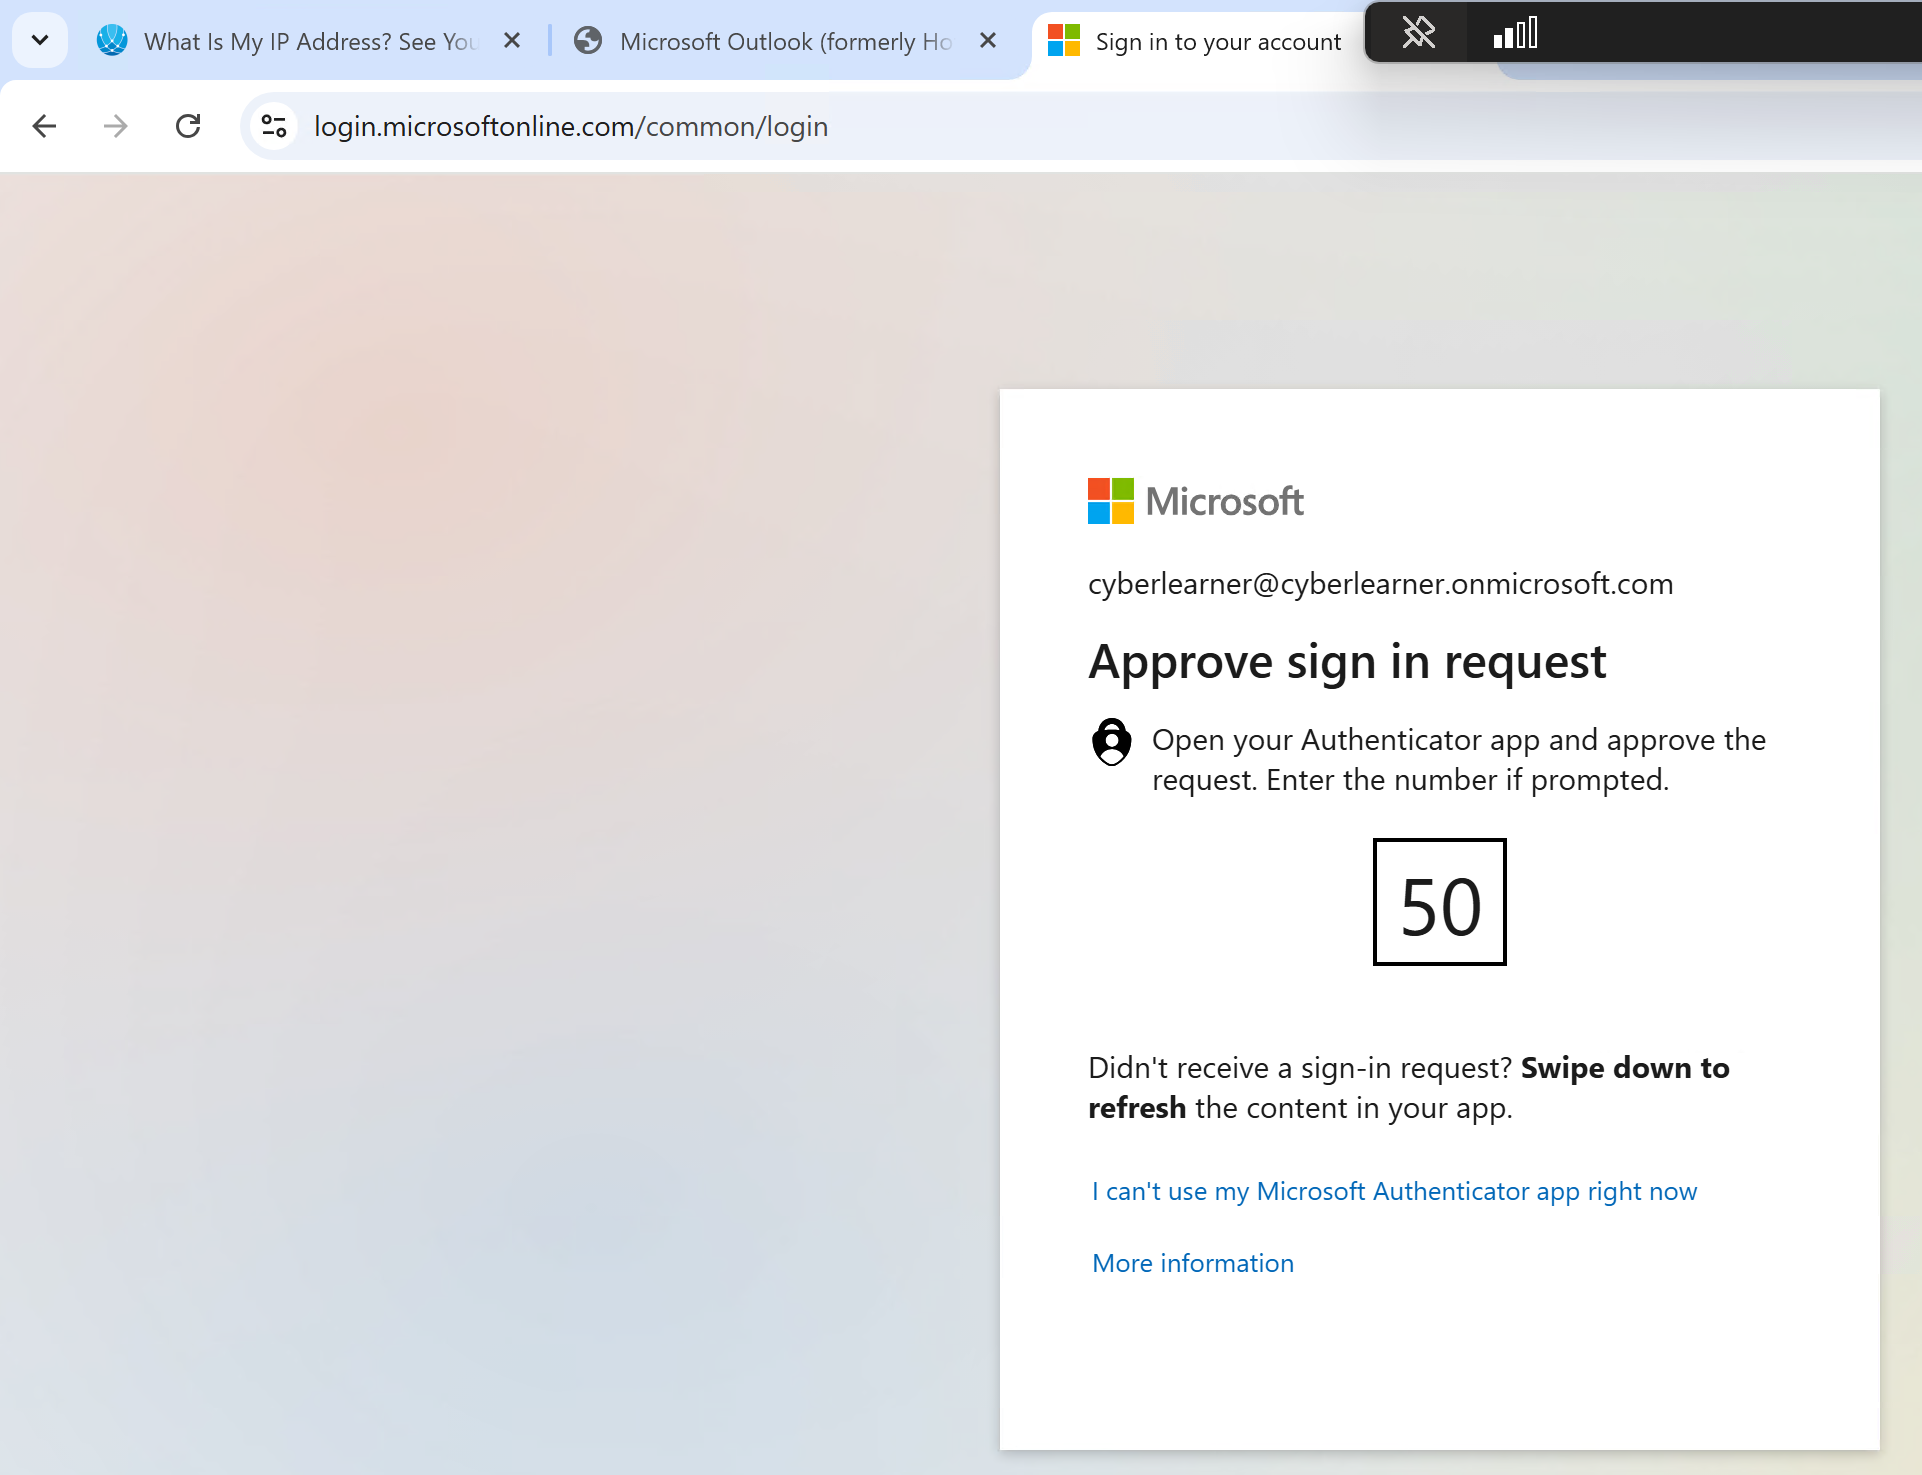 What Is My IP Address? See You
Microsoft Outlook (formerly Ho
Sign in to your account
login.microsoftonline.com/common/login
Microsoft
cyberlearner@cyberlearner.onmicrosoft.com
Approve sign in request
Open your Authenticator app and approve the
request. Enter the number if prompted.
50
Didn't receive a sign-in request? Swipe down to
refresh the content in your app.
I can't use my Microsoft Authenticator app right now
More information